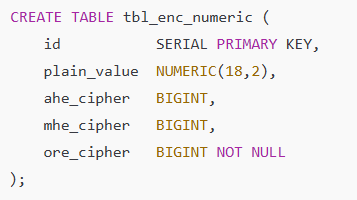 CREATE TABLE tbl_enc_numeric (
    id           SERIAL PRIMARY KEY,
    plain_value  NUMERIC(18,2),
    ahe_cipher   BIGINT,
    mhe_cipher   BIGINT,
    ore_cipher   BIGINT NOT NULL
);